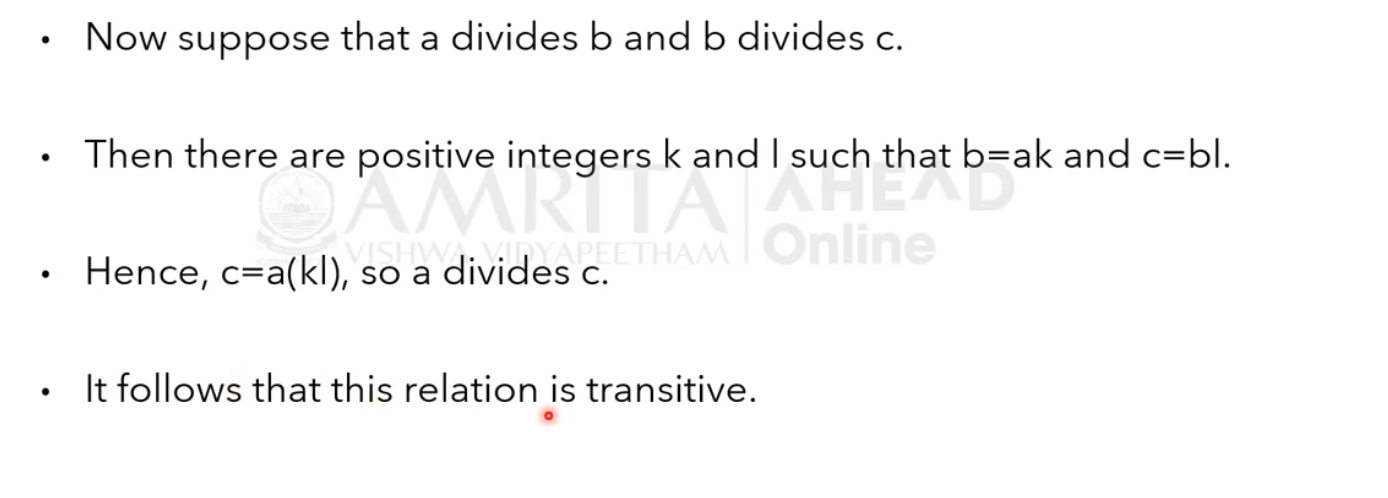 • Now suppose that a divides b and b divides c.
• Then there are positive integers k and l such that b=ak and c=bl.
AMRITA AHEAD
VISHWA VIDYAPEETHAM Online
• Hence, c=a(kl), so a divides c.
• It follows that this relation is transitive.